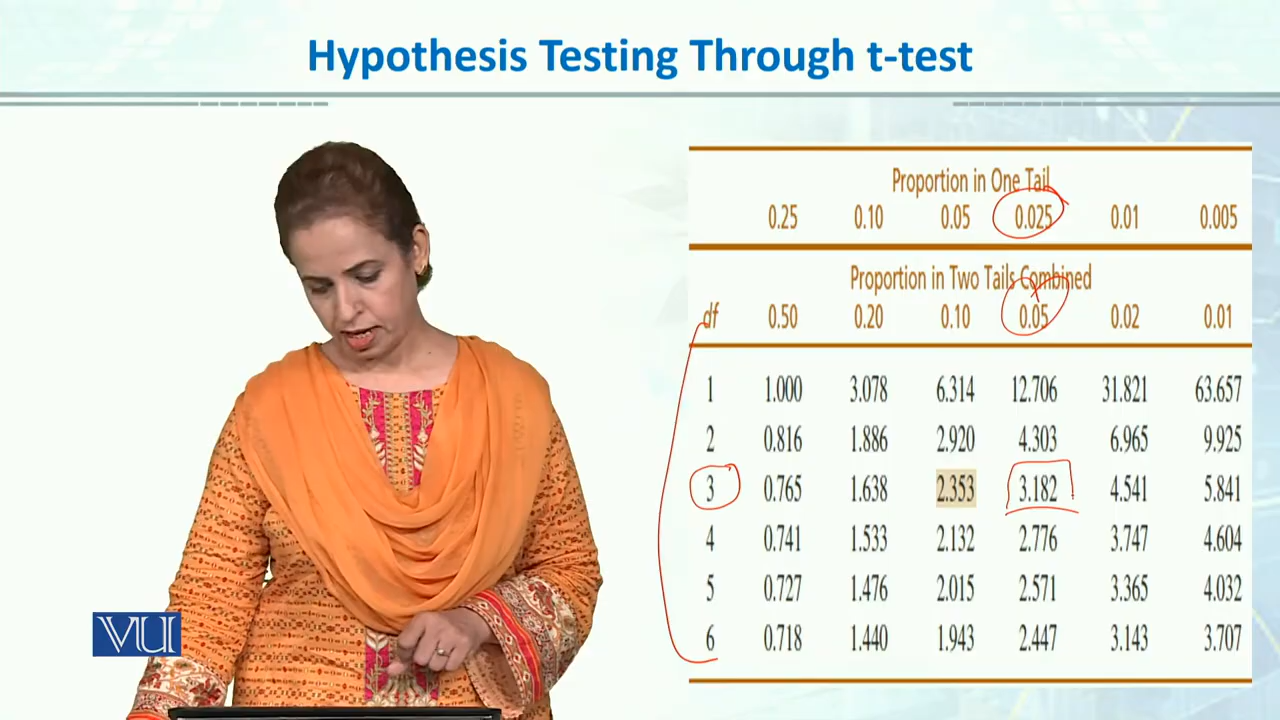 Hypothesis Testing Through t-test
Proportion in One Tail
0.25 0.10 0.05 0.025 0.01 0.005
Proportion in Two Tails Combined
df 0.50 0.20 0.10 0.05 0.02 0.01
1 1.000 3.078 6.314 12.706 31.821 63.657
2 0.816 1.886 2.920 4.303 6.965 9.925
3 0.765 1.638 2.353 3.182 4.541 5.841
4 0.741 1.533 2.132 2.776 3.747 4.604
5 0.727 1.476 2.015 2.571 3.365 4.032
6 0.718 1.440 1.943 2.447 3.143 3.707
VU